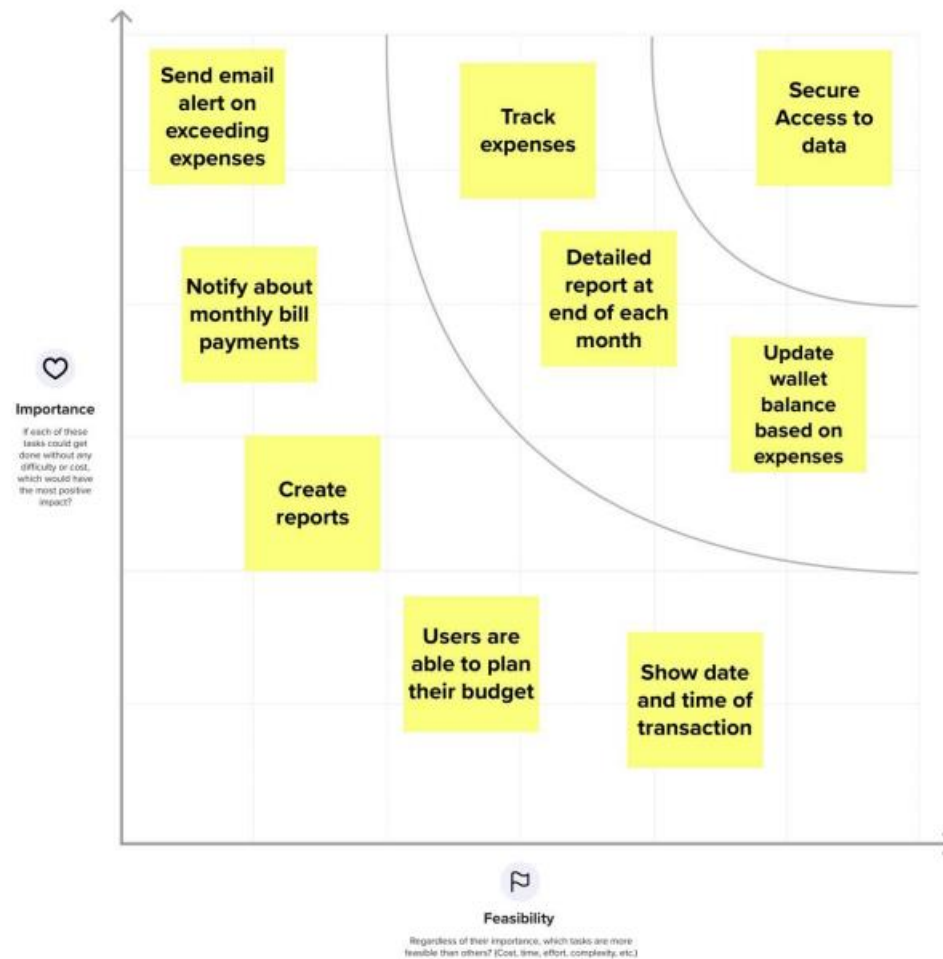 Send email
alert on
exceeding
expenses
Track
expenses
Secure
Access to
data
Notify about
monthly bill
payments
Detailed
report at
end of each
month
Update
wallet
balance
based on
expenses
Importance
If each of these
tasks could get
done without any
difficulty or cost,
which would have
the most positive
impact?
Create
reports
Users are
able to plan
their budget
Show date
and time of
transaction
Feasibility
Regardless of their importance, which tasks are more
feasible than others? (Cost, time, effort, complexity, etc.)